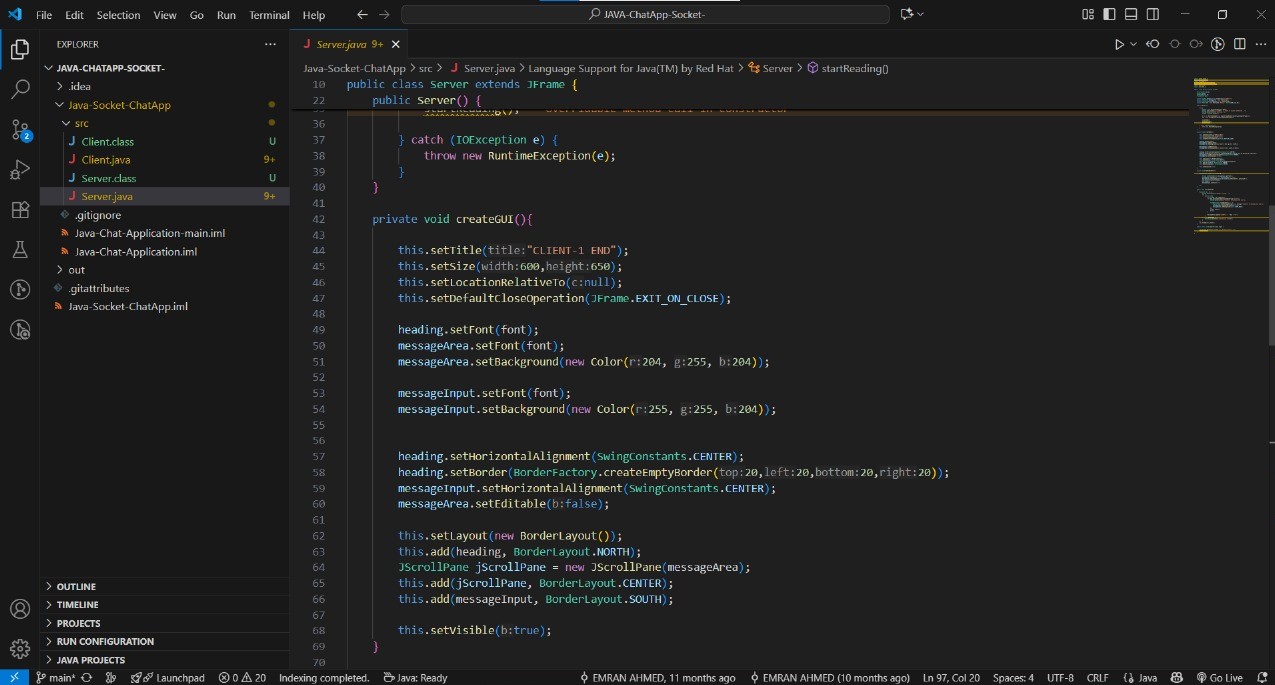 File Edit Selection View Go Run Terminal Help
JAVA-ChatApp-Socket-
EXPLORER
JAVA-CHATAPP-SOCKET-
.idea
Java-Socket-ChatApp
src
Client.class U
Client.java 9+
Server.class U
Server.java 9+
.gitignore
Java-Chat-Application-main.iml
Java-Chat-Application.iml
out
.gitattributes
Java-Socket-ChatApp.iml
OUTLINE
TIMELINE
PROJECTS
RUN CONFIGURATION
JAVA PROJECTS
2
Server.java 9+
Java-Socket-ChatApp > src > Server.java > Language Support for Java(TM) by Red Hat > Server > startReading()
10 public class Server extends JFrame {
22 public Server() {
36
37 } catch (IOException e) {
38 throw new RuntimeException(e);
39 }
40 }
41
42 private void createGUI(){
43
44 this.setTitle(title:"CLIENT-1 END");
45 this.setSize(width:600,height:650);
46 this.setLocationRelativeTo(c:null);
47 this.setDefaultCloseOperation(JFrame.EXIT_ON_CLOSE);
48
49 heading.setFont(font);
50 messageArea.setFont(font);
51 messageArea.setBackground(new Color(r:204, g:255, b:204));
52
53 messageInput.setFont(font);
54 messageInput.setBackground(new Color(r:255, g:255, b:204));
55
56
57 heading.setHorizontalAlignment(SwingConstants.CENTER);
58 heading.setBorder(BorderFactory.createEmptyBorder(top:20,left:20,bottom:20,right:20));
59 messageInput.setHorizontalAlignment(SwingConstants.CENTER);
60 messageArea.setEditable(b:false);
61
62 this.setLayout(new BorderLayout());
63 this.add(heading, BorderLayout.NORTH);
64 JScrollPane jScrollPane = new JScrollPane(messageArea);
65 this.add(jScrollPane, BorderLayout.CENTER);
66 this.add(messageInput, BorderLayout.SOUTH);
67
68 this.setVisible(b:true);
69 }
70
main* Launchpad 0 20 Indexing completed. Java: Ready EMRAN AHMED, 11 months ago EMRAN AHMED (10 months ago) Ln 97, Col 20 Spaces: 4 UTF-8 CRLF Java Go Live